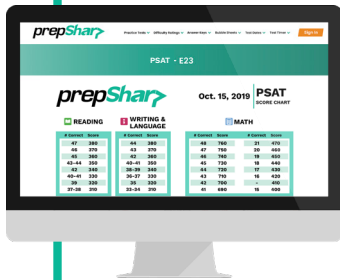 prepSharp
Practice Tests Difficulty Ratings Answer Keys Bubble Sheets Test Dates Test Timer Sign In
PSAT - E23
prepSharp Oct. 15, 2019 PSAT
SCORE CHART
READING WRITING & LANGUAGE MATH
# Correct Score # Correct Score # Correct Score # Correct Score
47 380 44 380 48 760 21 470
46 370 43 370 47 750 20 460
45 360 42 360 46 740 19 450
43-44 350 40-41 350 45 730 18 440
42 340 38-39 340 44 720 17 430
40-41 330 36-37 330 43 710 16 420
39 320 35 320 42 700 - 410
37-38 310 33-34 310 41 690 15 400